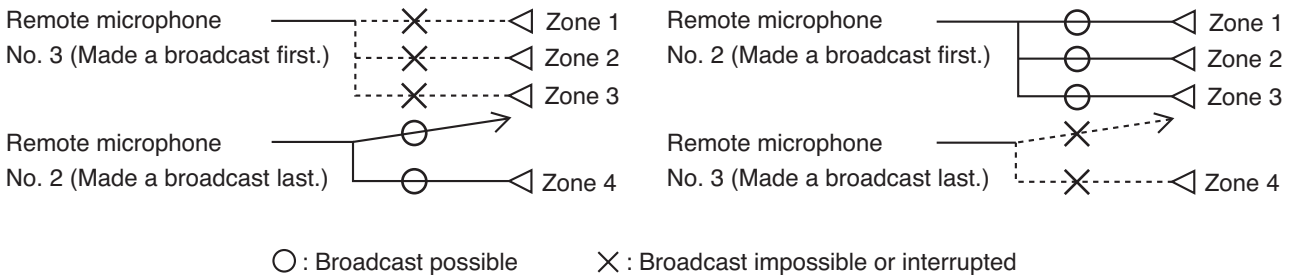 Remote microphone
No. 3 (Made a broadcast first.)
Zone 1
Zone 2
Zone 3
Remote microphone
No. 2 (Made a broadcast last.)
Zone 4
Remote microphone
No. 2 (Made a broadcast first.)
Zone 1
Zone 2
Zone 3
Remote microphone
No. 3 (Made a broadcast last.)
Zone 4
: Broadcast possible
: Broadcast impossible or interrupted